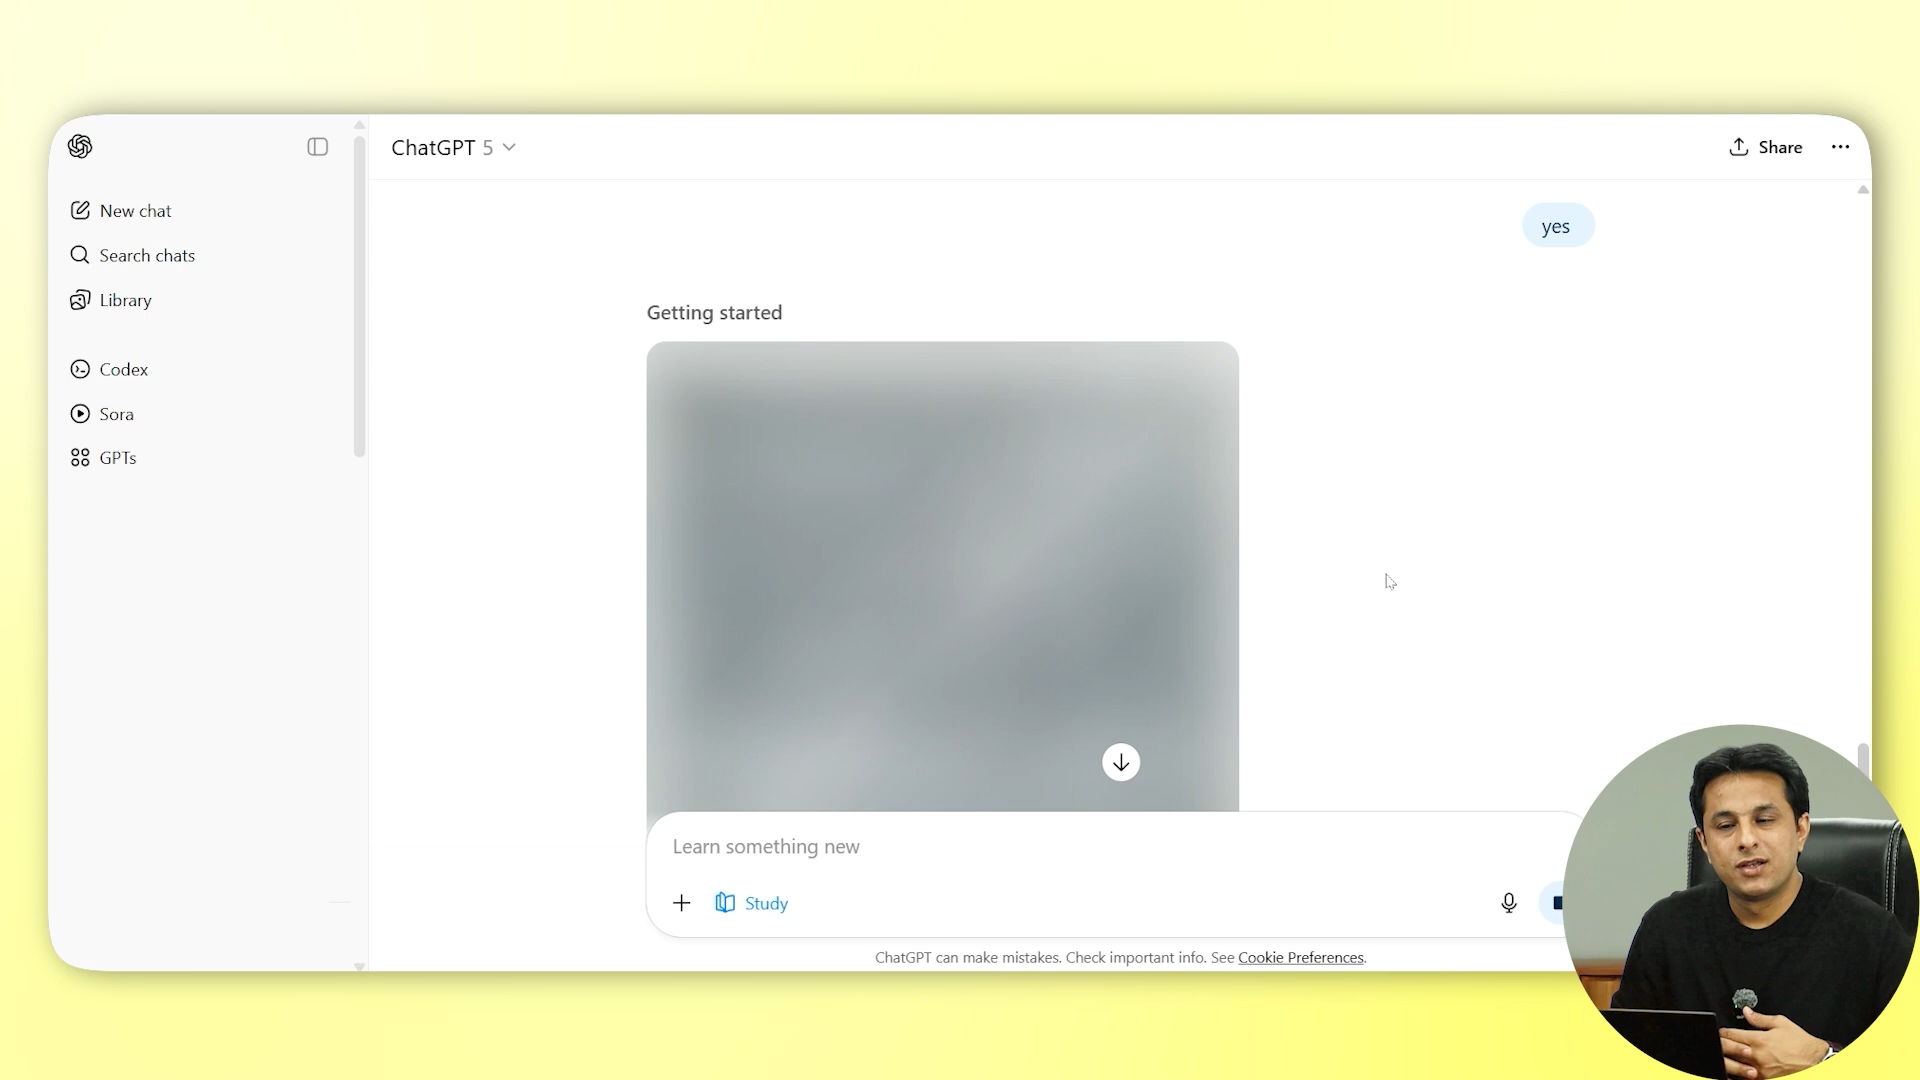 ChatGPT 5
Share
New chat
Search chats
Library
Codex
Sora
GPTs
yes
Getting started
Learn something new
Study
ChatGPT can make mistakes. Check important info. See Cookie Preferences.